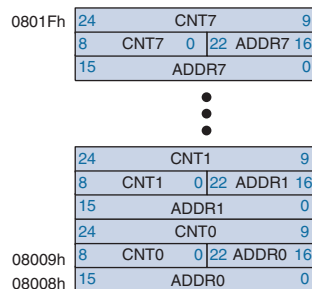 0801Fh 24 CNT7 9
8 CNT7 0 22 ADDR7 16
15 ADDR7 0
24 CNT1 9
8 CNT1 0 22 ADDR1 16
15 ADDR1 0
24 CNT0 9
08009h 8 CNT0 0 22 ADDR0 16
08008h 15 ADDR0 0